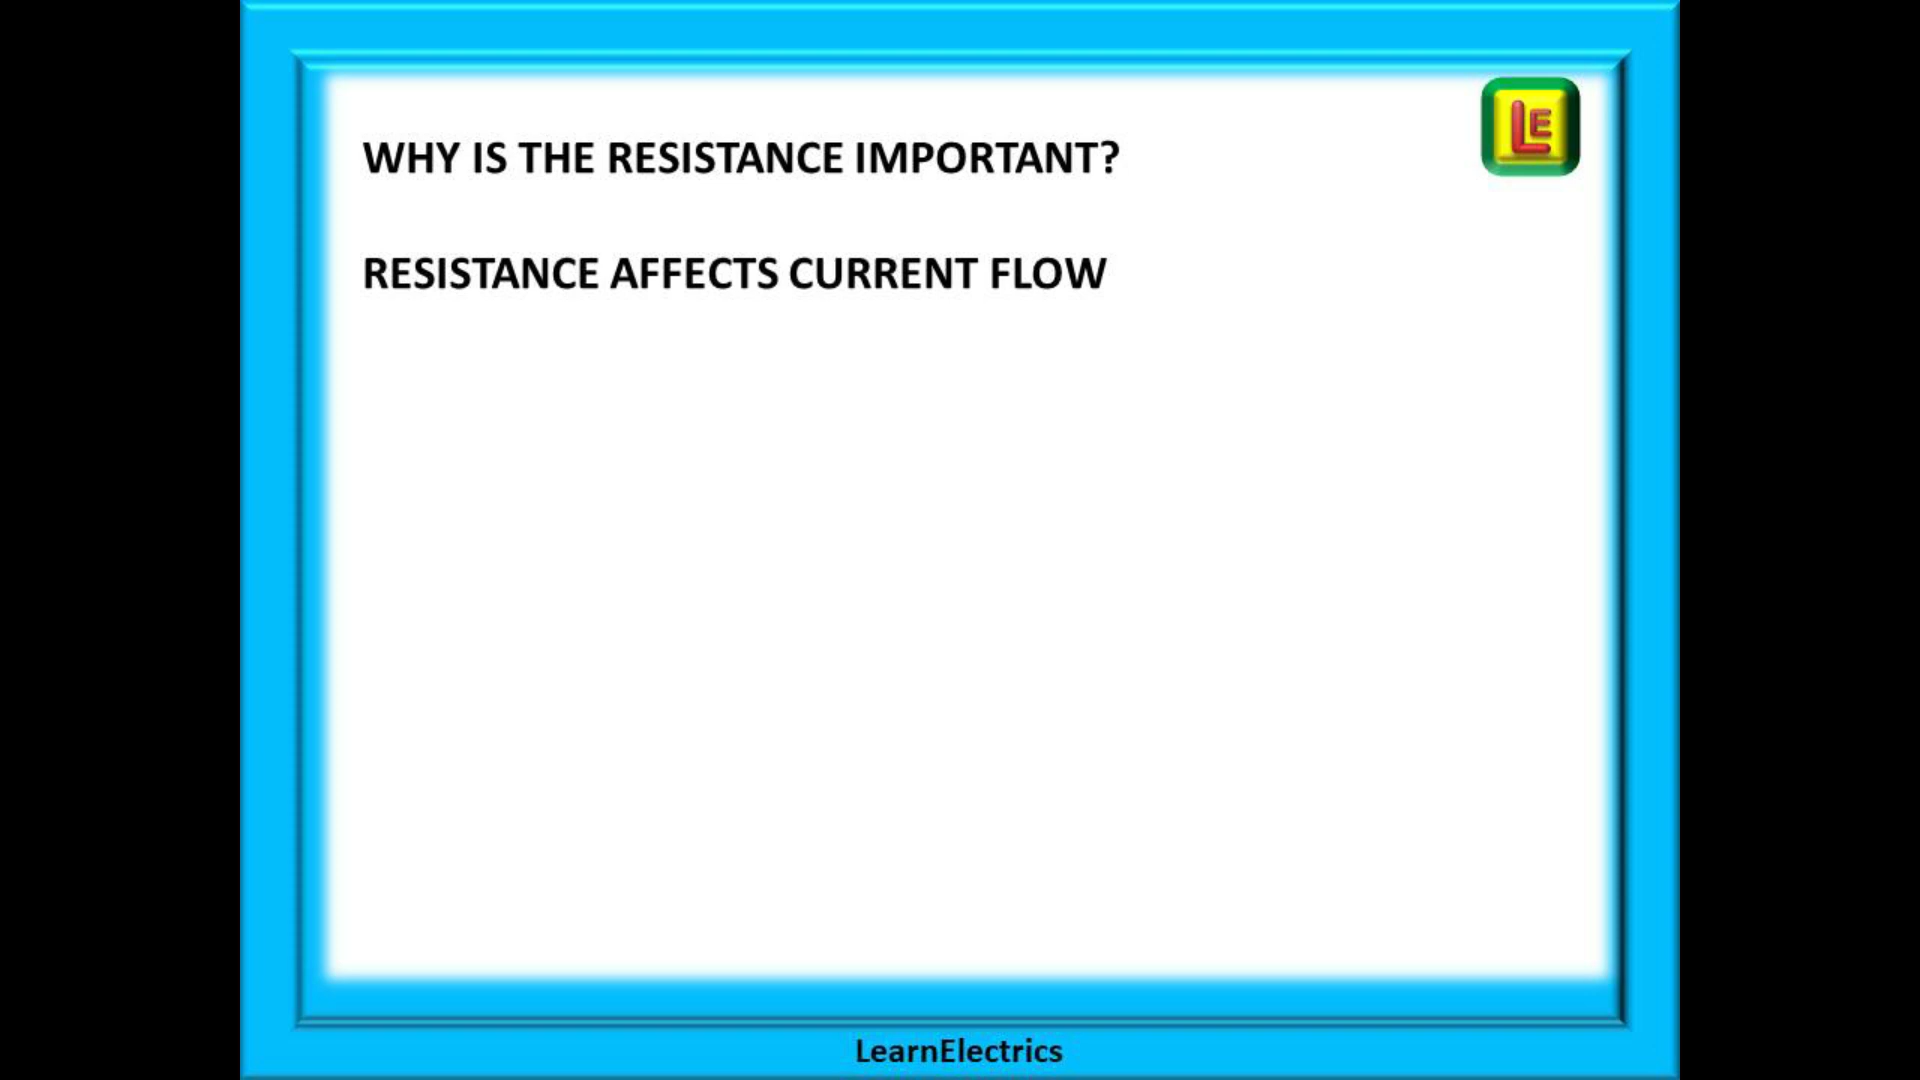 LE
WHY IS THE RESISTANCE IMPORTANT?
RESISTANCE AFFECTS CURRENT FLOW
LearnElectrics